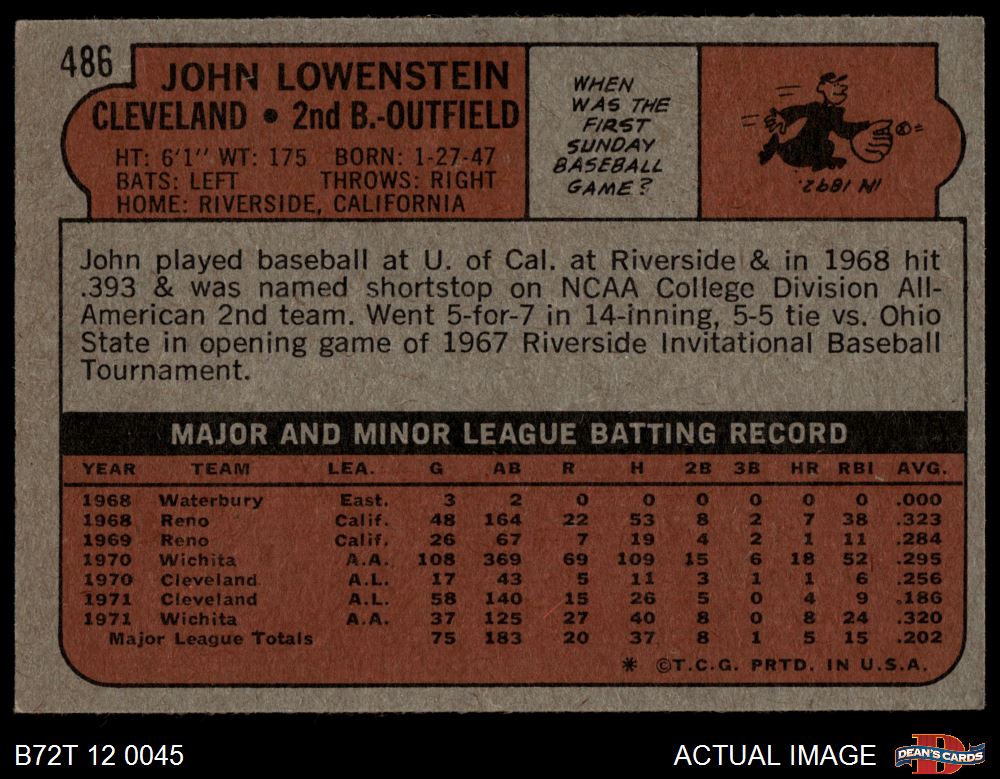 486
JOHN LOWENSTEIN
CLEVELAND • 2nd B.-OUTFIELD
HT: 6'1" WT: 175 BORN: 1-27-47
BATS: LEFT THROWS: RIGHT
HOME: RIVERSIDE, CALIFORNIA
WHEN
WAS THE
FIRST
SUNDAY
BASEBALL
GAME?
IN 1892.
John played baseball at U. of Cal. at Riverside & in 1968 hit
.393 & was named shortstop on NCAA College Division All-
American 2nd team. Went 5-for-7 in 14-inning, 5-5 tie vs. Ohio
State in opening game of 1967 Riverside Invitational Baseball
Tournament.
MAJOR AND MINOR LEAGUE BATTING RECORD
YEAR TEAM LEA. G AB R H 2B 3B HR RBI AVG.
1968 Waterbury East. 3 2 0 0 0 0 0 0 .000
1968 Reno Calif. 48 164 22 53 8 2 7 38 .323
1969 Reno Calif. 26 67 7 19 4 2 1 11 .284
1970 Wichita A.A. 108 369 69 109 15 6 18 52 .295
1970 Cleveland A.L. 17 43 5 11 3 1 1 6 .256
1971 Cleveland A.L. 58 140 15 26 5 0 4 9 .186
1971 Wichita A.A. 37 125 27 40 8 0 8 24 .320
Major League Totals 75 183 20 37 8 1 5 15 .202
* ©T.C.G. PRTD. IN U.S.A.
B72T 12 0045
ACTUAL IMAGE
DEAN'S CARDS